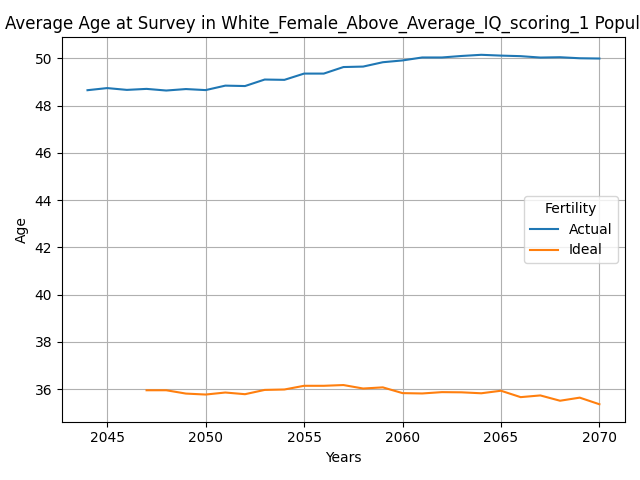 Average Age at Survey in White_Female_Above_Average_IQ_scoring_1 Popul
50
48
46
44
42
40
38
36
Age
Fertility
Actual
Ideal
2045 2050 2055 2060 2065 2070
Years